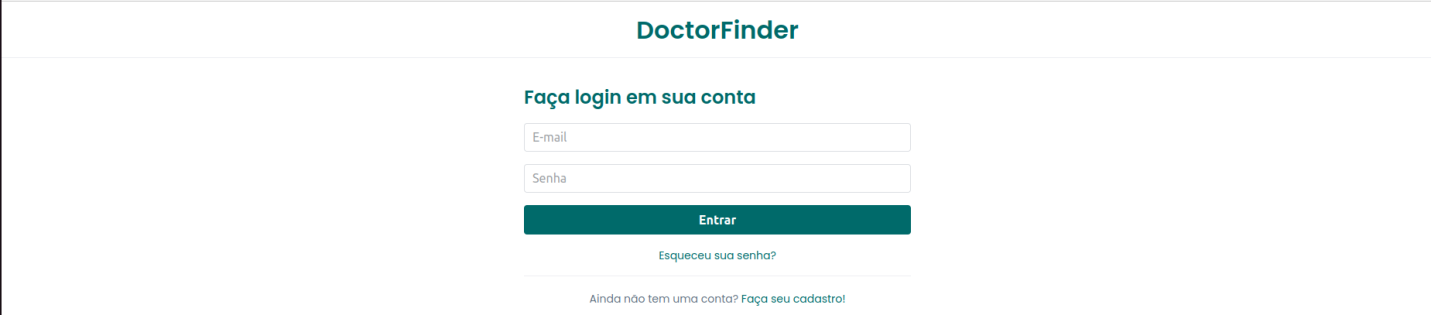 DoctorFinder
Faça login em sua conta
E-mail
Senha
Entrar
Esqueceu sua senha?
Ainda não tem uma conta? Faça seu cadastro!